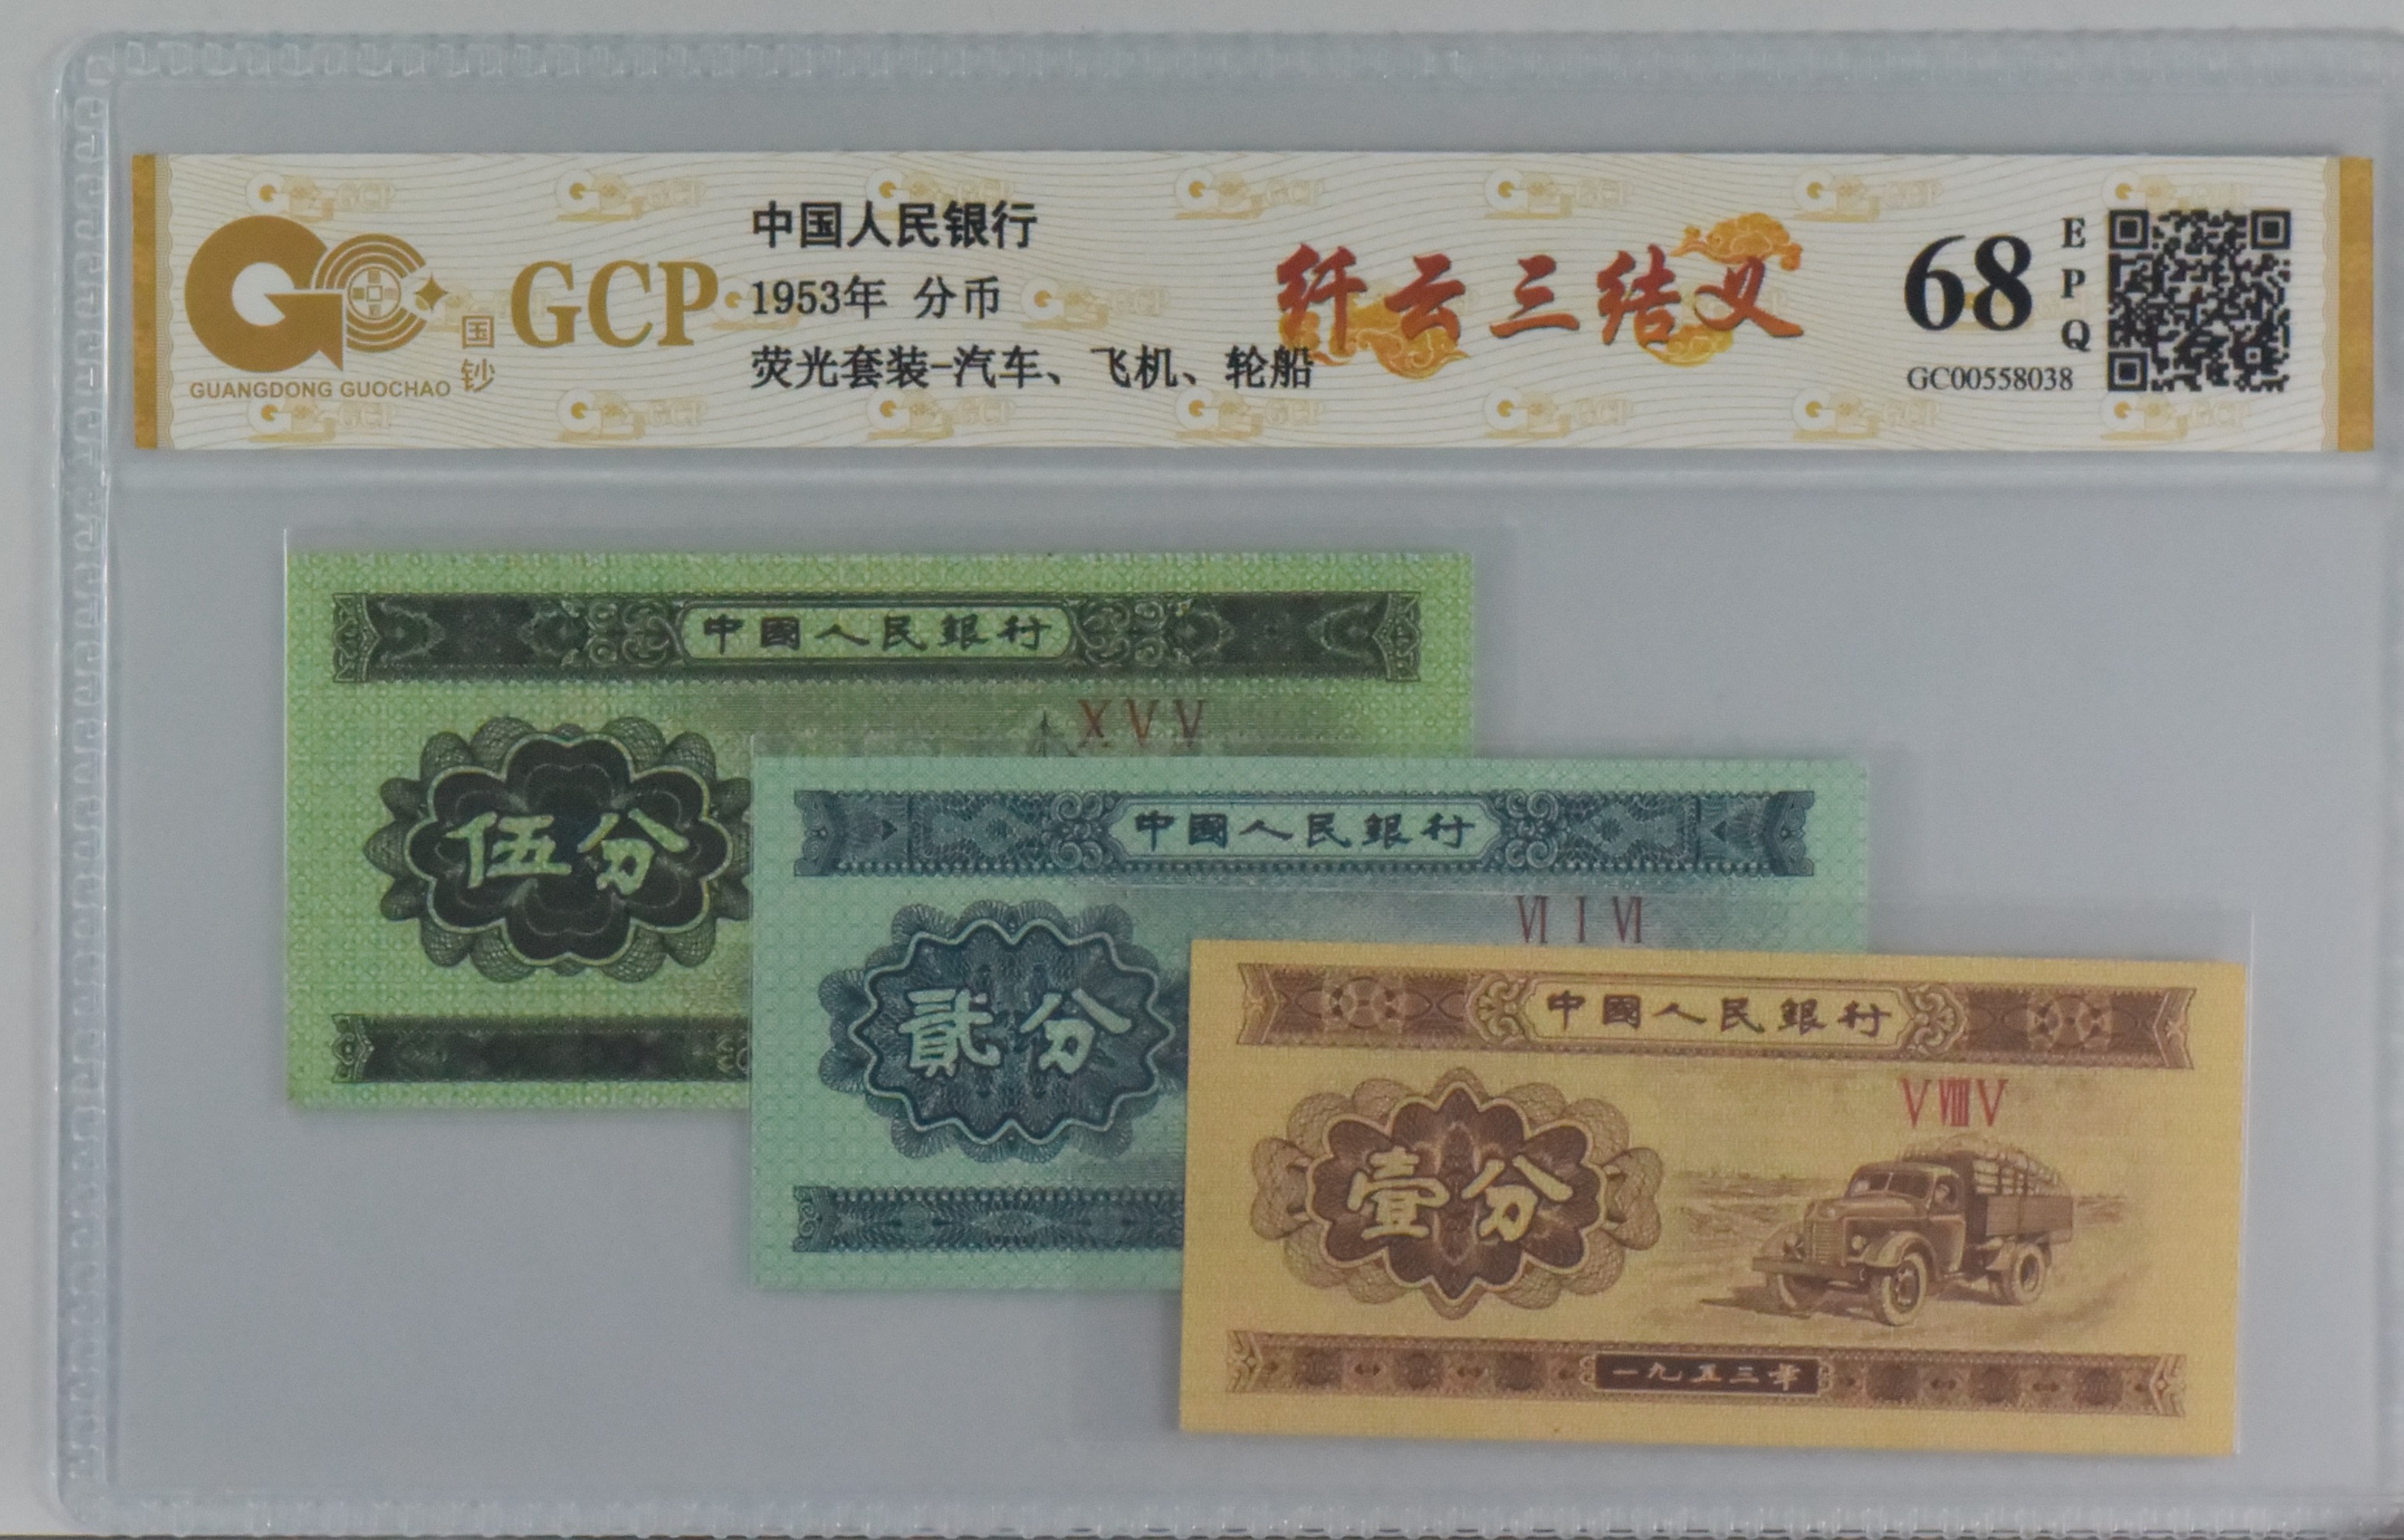 GCP
国
钞
GUANGDONG GUOCHAO
中国人民银行
1953年 分币
荧光套装-汽车、飞机、轮船
纤云三结义
68
EPQ
GC00558038
中國人民銀行
X V V
伍分
中國人民銀行
VI I VI
貳分
中國人民銀行
V VIII V
壹分
一九五三年